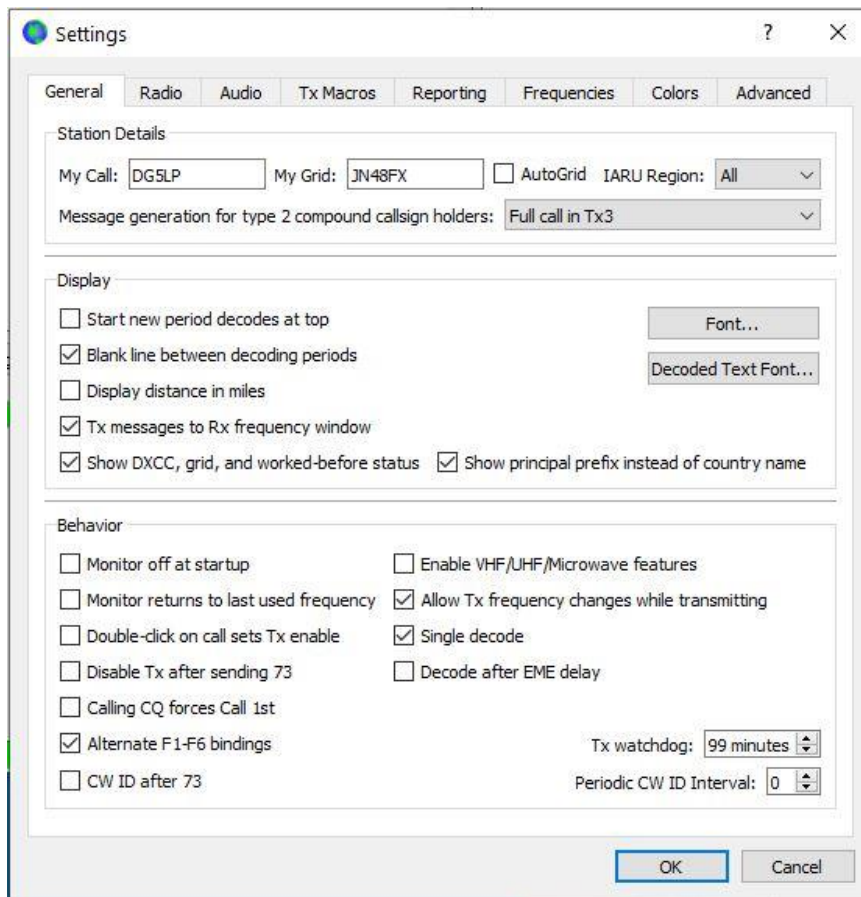 Settings
General Radio Audio Tx Macros Reporting Frequencies Colors Advanced
Station Details
My Call: DG5LP My Grid: JN48FX AutoGrid IARU Region: All
Message generation for type 2 compound callsign holders: Full call in Tx3
Display
Start new period decodes at top Font...
Blank line between decoding periods
Decoded Text Font...
Display distance in miles
Tx messages to Rx frequency window
Show DXCC, grid, and worked-before status Show principal prefix instead of country name
Behavior
Monitor off at startup Enable VHF/UHF/Microwave features
Monitor returns to last used frequency Allow Tx frequency changes while transmitting
Double-click on call sets Tx enable Single decode
Disable Tx after sending 73 Decode after EME delay
Calling CQ forces Call 1st
Alternate F1-F6 bindings Tx watchdog: 99 minutes
CW ID after 73 Periodic CW ID Interval: 0
OK Cancel